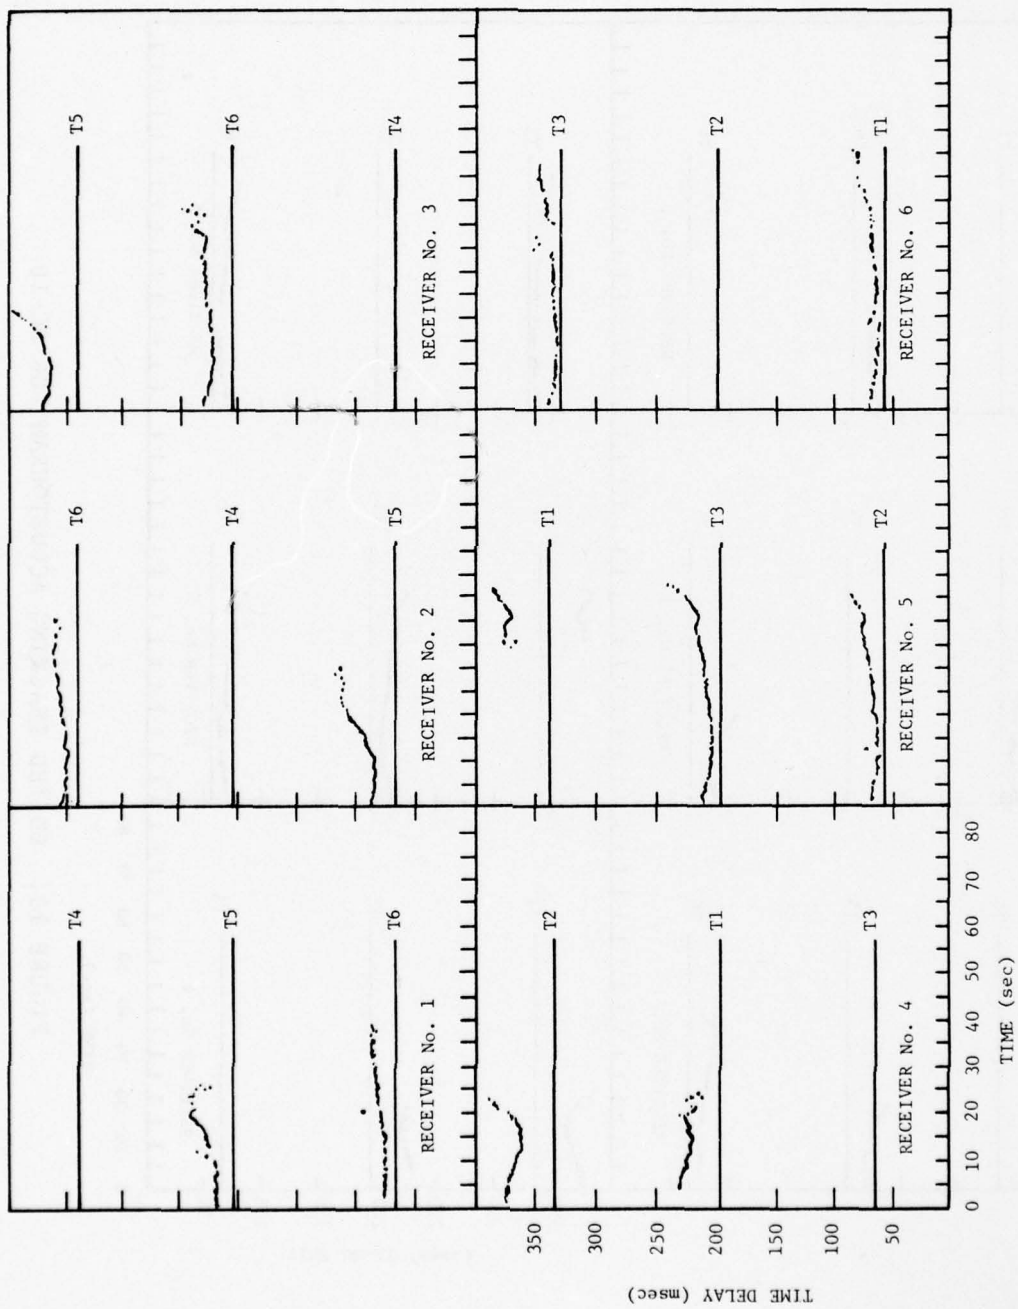 T4
T5
T6
RECEIVER No. 1
T6
T4
T5
RECEIVER No. 2
T5
T6
T4
RECEIVER No. 3
T2
T1
T3
RECEIVER No. 4
T1
T3
T2
RECEIVER No. 5
T3
T2
T1
RECEIVER No. 6
350
300
250
200
150
100
50
TIME DELAY (msec)
0
10
20
30
40
50
60
70
80
TIME (sec)